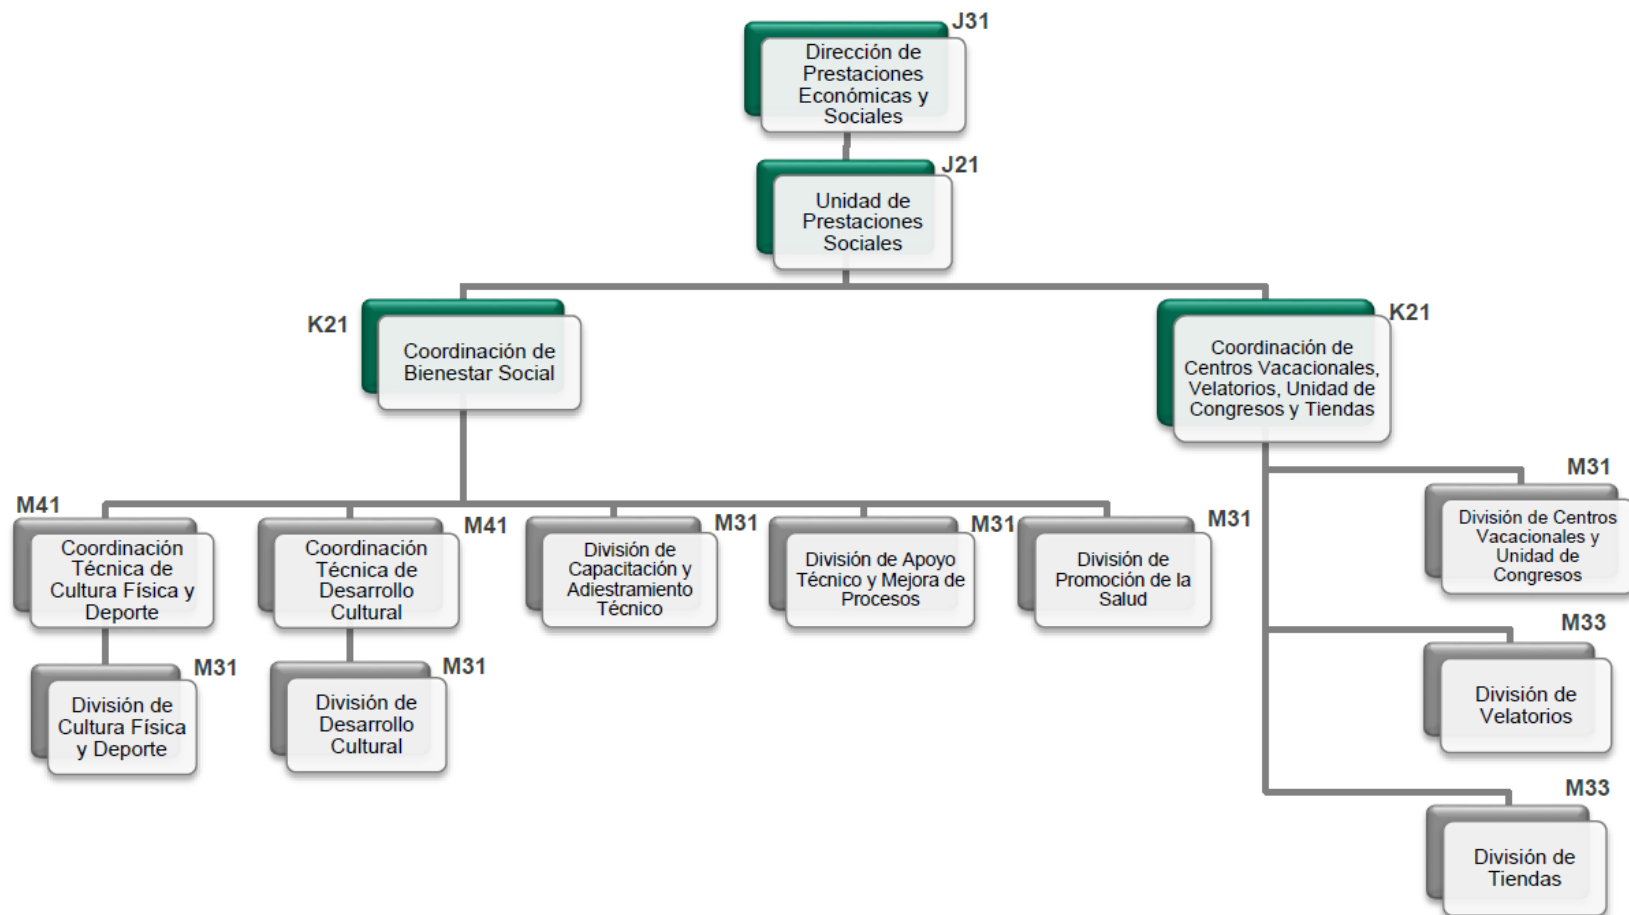 J31
Dirección de
Prestaciones
Económicas y
Sociales
J21
Unidad de
Prestaciones
Sociales
K21
Coordinación de
Bienestar Social
K21
Coordinación de
Centros Vacacionales,
Velatorios, Unidad de
Congresos y Tiendas
M41
Coordinación
Técnica de
Cultura Física y
Deporte
M41
Coordinación
Técnica de
Desarrollo
Cultural
M31
División de
Capacitación y
Adiestramiento
Técnico
M31
División de Apoyo
Técnico y Mejora de
Procesos
M31
División de
Promoción de la
Salud
M31
División de
Cultura Física
y Deporte
M31
División de
Desarrollo
Cultural
M31
División de Centros
Vacacionales y
Unidad de
Congresos
M33
División de
Velatorios
M33
División de
Tiendas